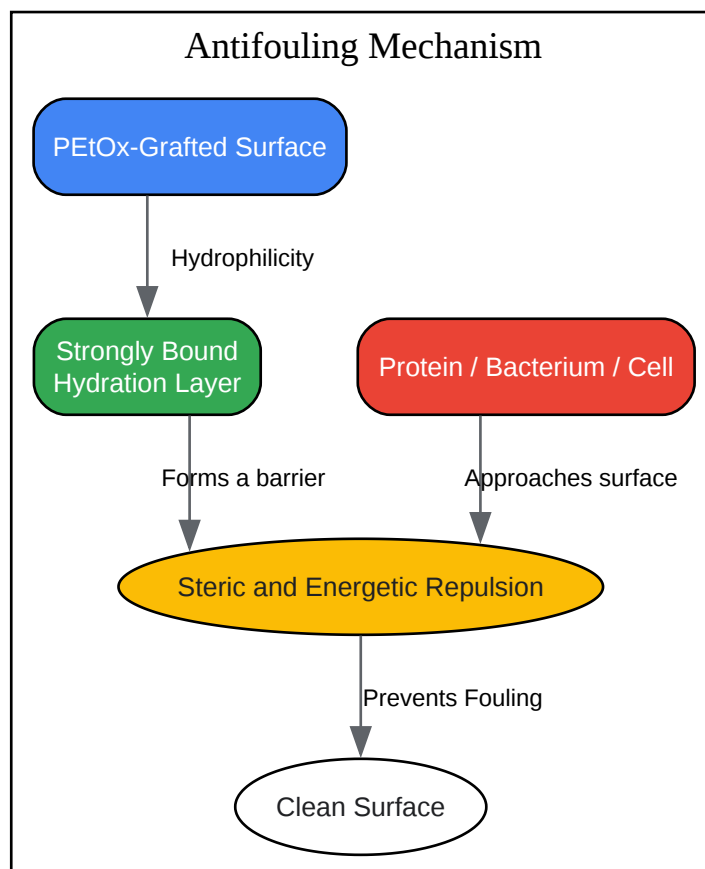 Antifouling Mechanism
PEtOx-Grafted Surface
Hydrophilicity
Strongly Bound
Hydration Layer
Protein / Bacterium / Cell
Forms a barrier
Approaches surface
Steric and Energetic Repulsion
Prevents Fouling
Clean Surface